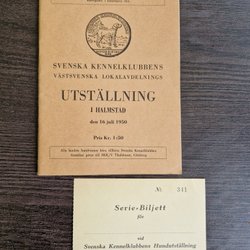 SVENSKA KENNELKLUBBENS
VÄSTSVENSKA LOKALAVDELNINGS
UTSTÄLLNING
I HALMSTAD
den 16 juli 1950
Pris Kr. 1:50
Nº 341
Serie-Biljett
för
vid
Svenska Kennelklubbens Hundutställning